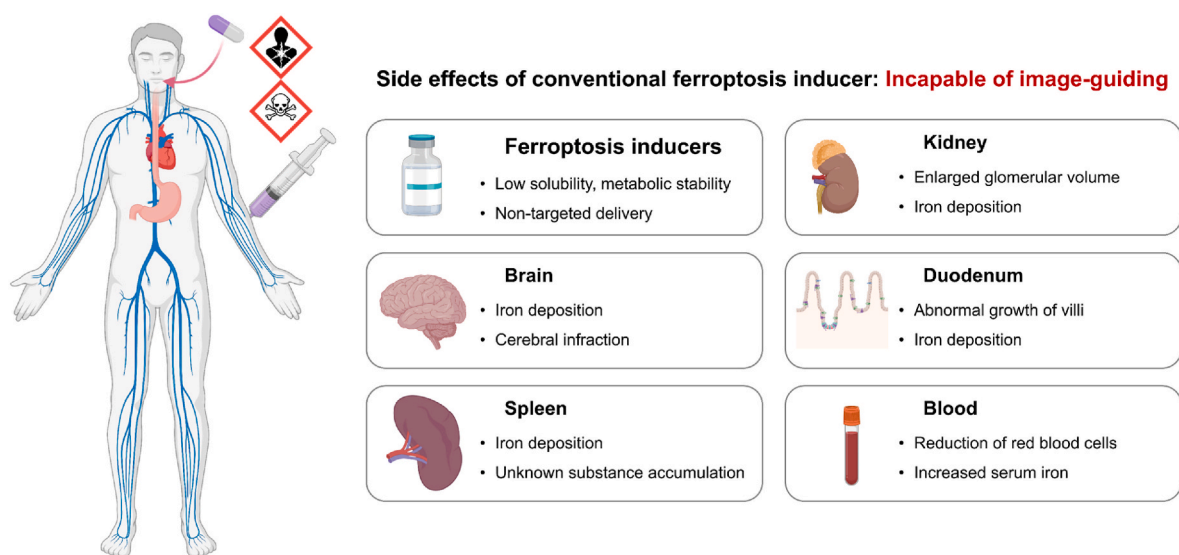 Side effects of conventional ferroptosis inducer: Incapable of image-guiding
Ferroptosis inducers
• Low solubility, metabolic stability
• Non-targeted delivery
Kidney
• Enlarged glomerular volume
• Iron deposition
Brain
• Iron deposition
• Cerebral infraction
Duodenum
• Abnormal growth of villi
• Iron deposition
Spleen
• Iron deposition
• Unknown substance accumulation
Blood
• Reduction of red blood cells
• Increased serum iron